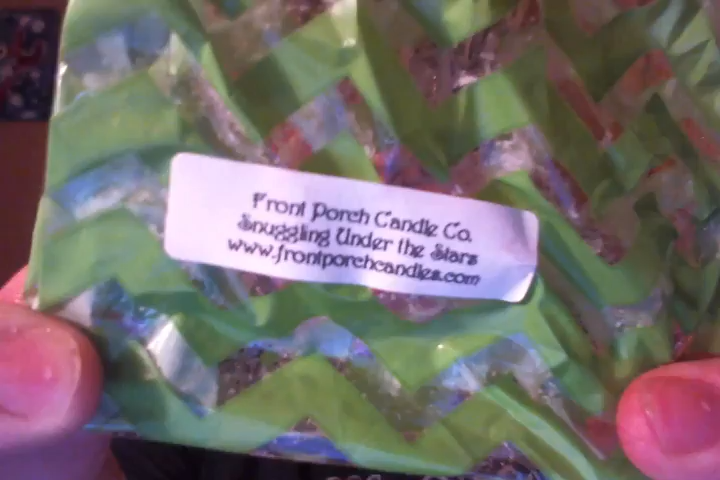 Front Porch Candle Co.
Snuggling Under the Stars
www.frontporchcandles.com